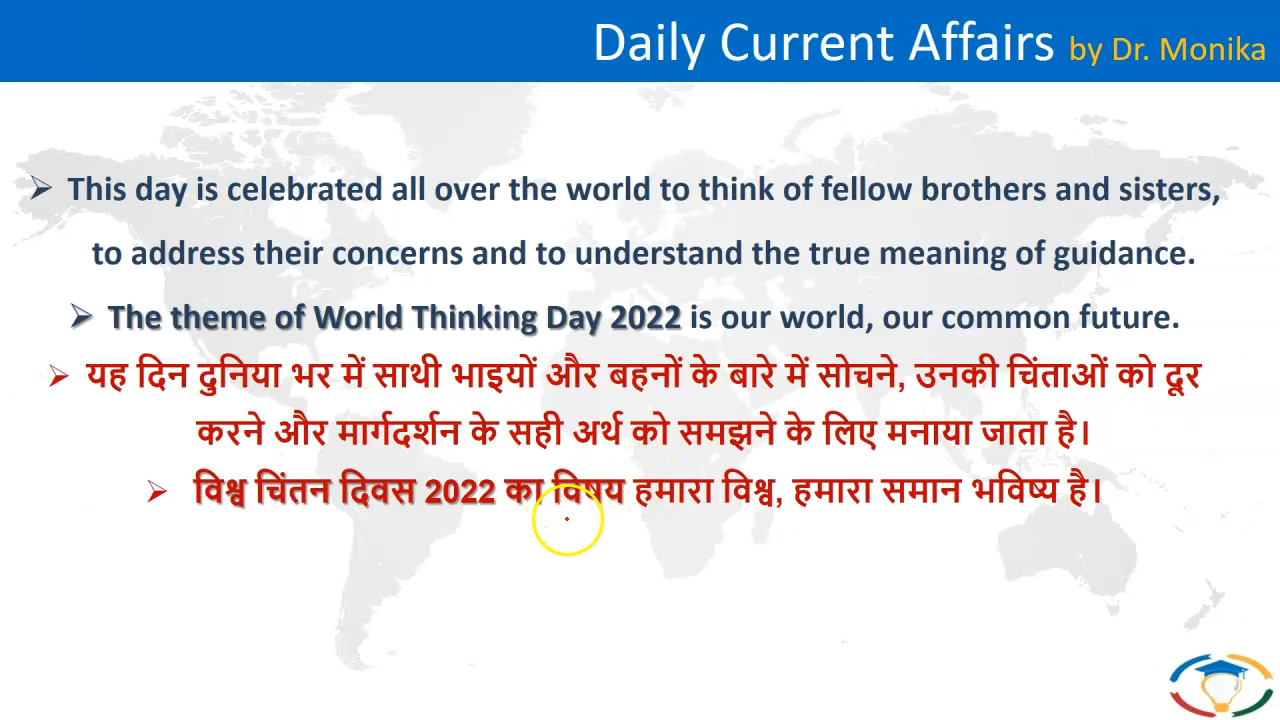 Daily Current Affairs by Dr. Monika
➢ This day is celebrated all over the world to think of fellow brothers and sisters,
to address their concerns and to understand the true meaning of guidance.
➢ The theme of World Thinking Day 2022 is our world, our common future.
➢ यह दिन दुनिया भर में साथी भाइयों और बहनों के बारे में सोचने, उनकी चिंताओं को दूर
करने और मार्गदर्शन के सही अर्थ को समझने के लिए मनाया जाता है।
➢ विश्व चिंतन दिवस 2022 का विषय हमारा विश्व, हमारा समान भविष्य है।